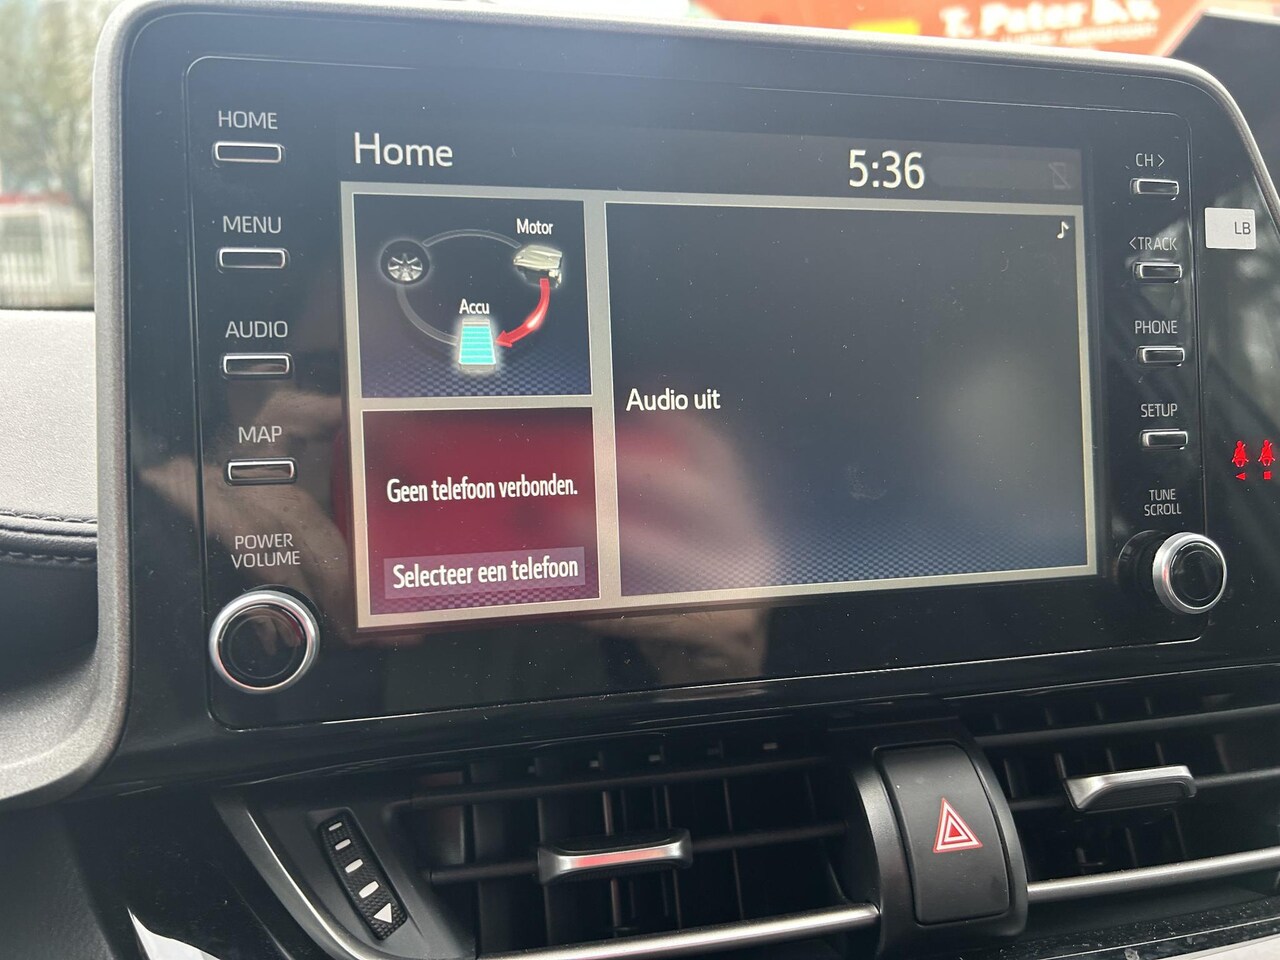 T. Pater B.V.
HOME
MENU
AUDIO
MAP
POWER
VOLUME
Home
5:36
Motor
Accu
Geen telefoon verbonden.
Selecteer een telefoon
Audio uit
CH >
< TRACK
PHONE
SETUP
TUNE
SCROLL
LB